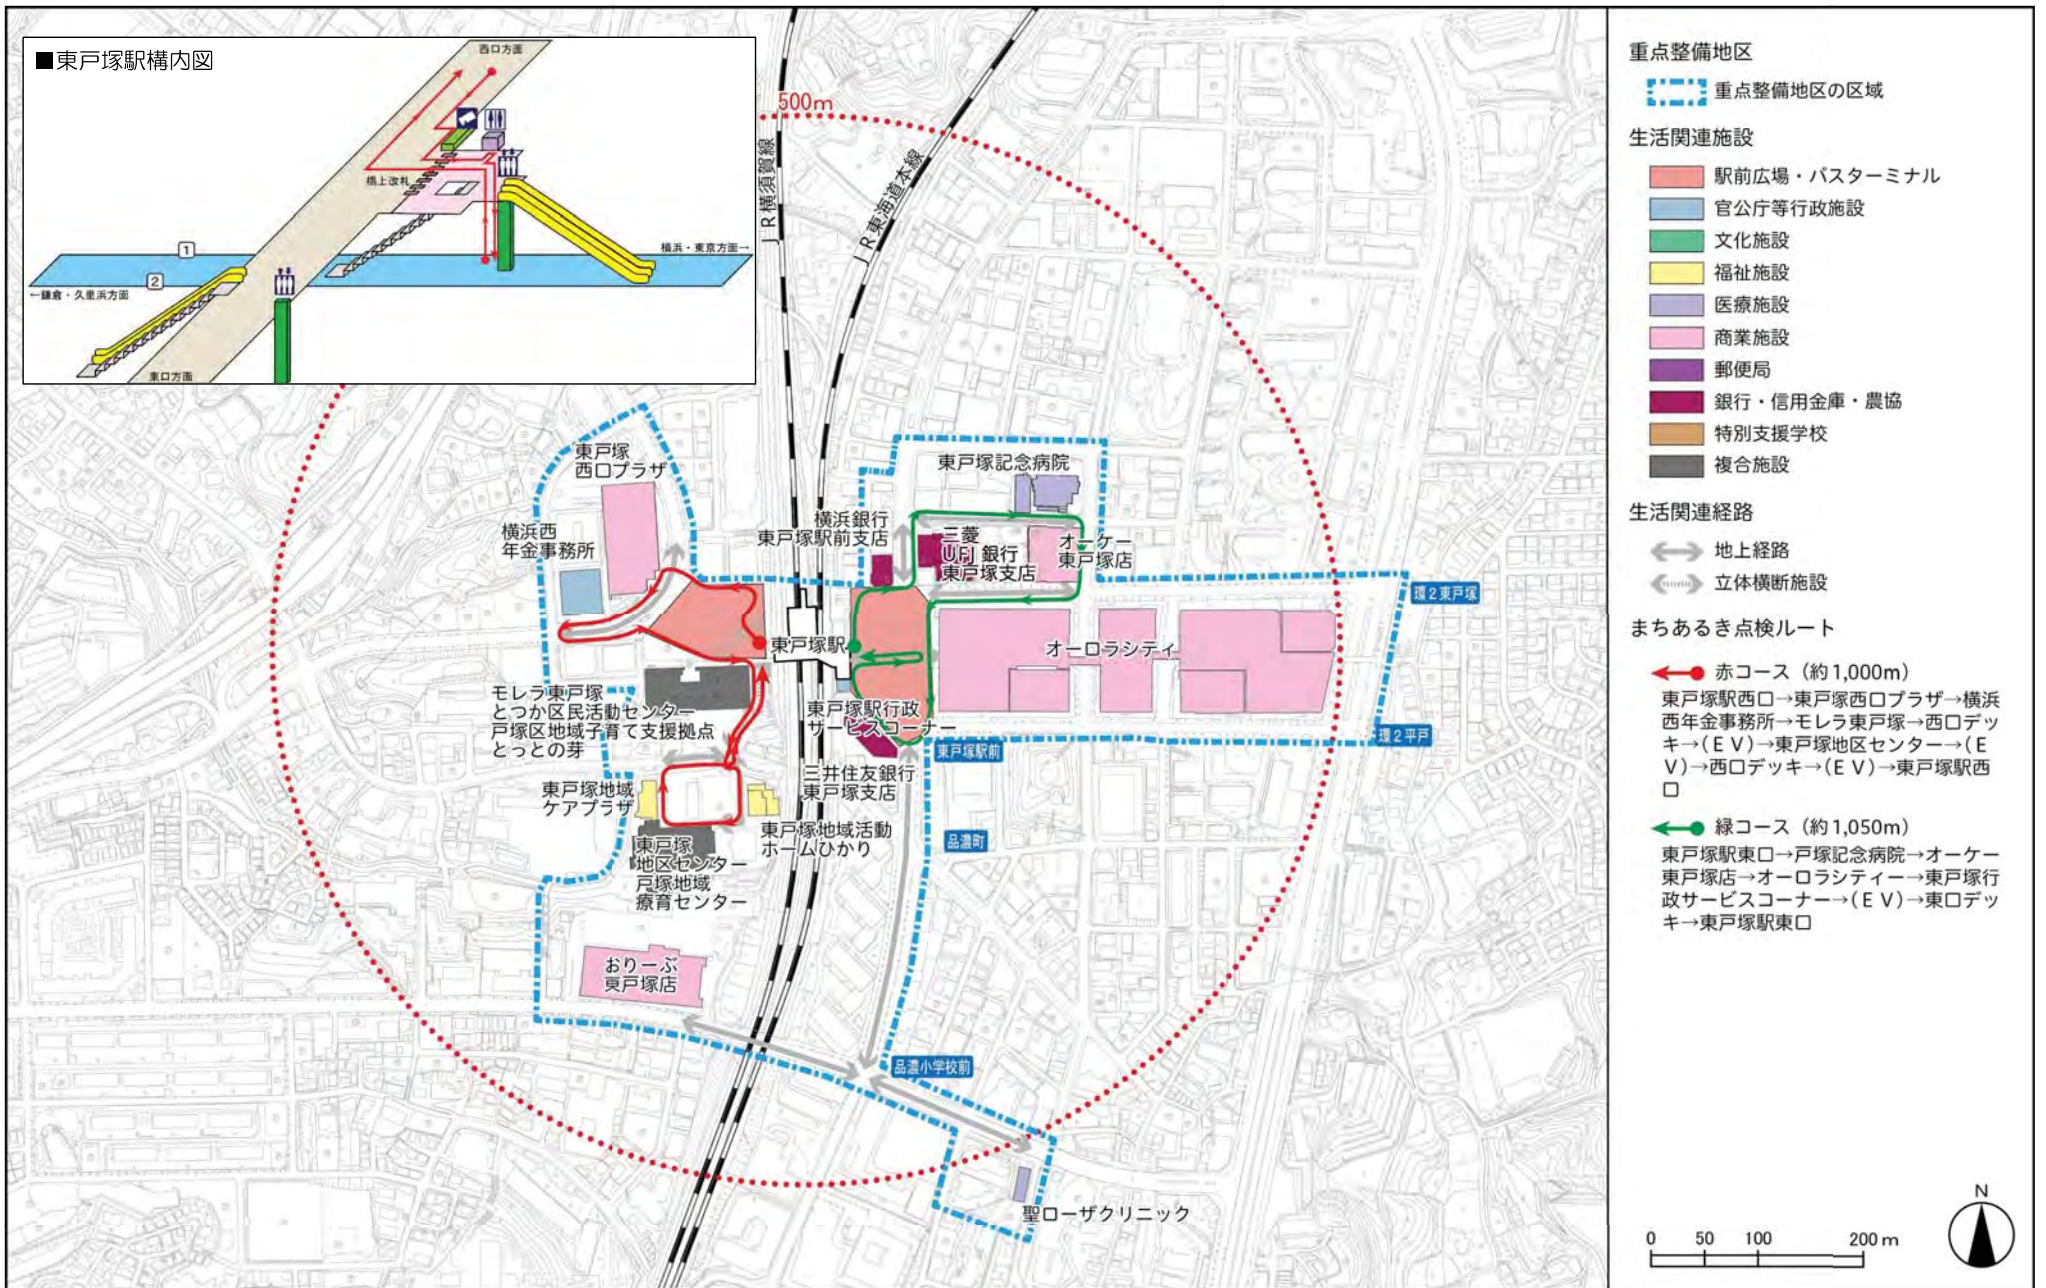 ■東戸塚駅構内図
西口方面
橋上改札
1
横浜・東京方面→
2
←鎌倉・久里浜方面
東口方面
500m
JR横須賀線
JR東海道本線
東戸塚
西口プラザ
横浜西
年金事務所
東戸塚記念病院
横浜銀行
東戸塚駅前支店
三菱
UFJ銀行
東戸塚支店
オーケー
東戸塚店
環2東戸塚
東戸塚駅
オーロラシティ
モレラ東戸塚
とつか区民活動センター
戸塚区地域子育て支援拠点
とっとの芽
東戸塚駅行政
サービスコーナー
東戸塚駅前
環2平戸
三井住友銀行
東戸塚支店
東戸塚地域
ケアプラザ
東戸塚地域活動
ホームひかり
品濃町
東戸塚
地区センター
戸塚地域
療育センター
おりーぶ
東戸塚店
品濃小学校前
聖ローザクリニック
重点整備地区
重点整備地区の区域
生活関連施設
駅前広場・バスターミナル
官公庁等行政施設
文化施設
福祉施設
医療施設
商業施設
郵便局
銀行・信用金庫・農協
特別支援学校
複合施設
生活関連経路
地上経路
立体横断施設
まちあるき点検ルート
赤コース（約1,000m）
東戸塚駅西口→東戸塚西口プラザ→横浜
西年金事務所→モレラ東戸塚→西口デッ
キ→(EV)→東戸塚地区センター→(E
V)→西口デッキ→(EV)→東戸塚駅西
口
緑コース（約1,050m）
東戸塚駅東口→戸塚記念病院→オーケー
東戸塚店→オーロラシティー→東戸塚行
政サービスコーナー→(EV)→東口デッ
キ→東戸塚駅東口
N
0 50 100 200 m